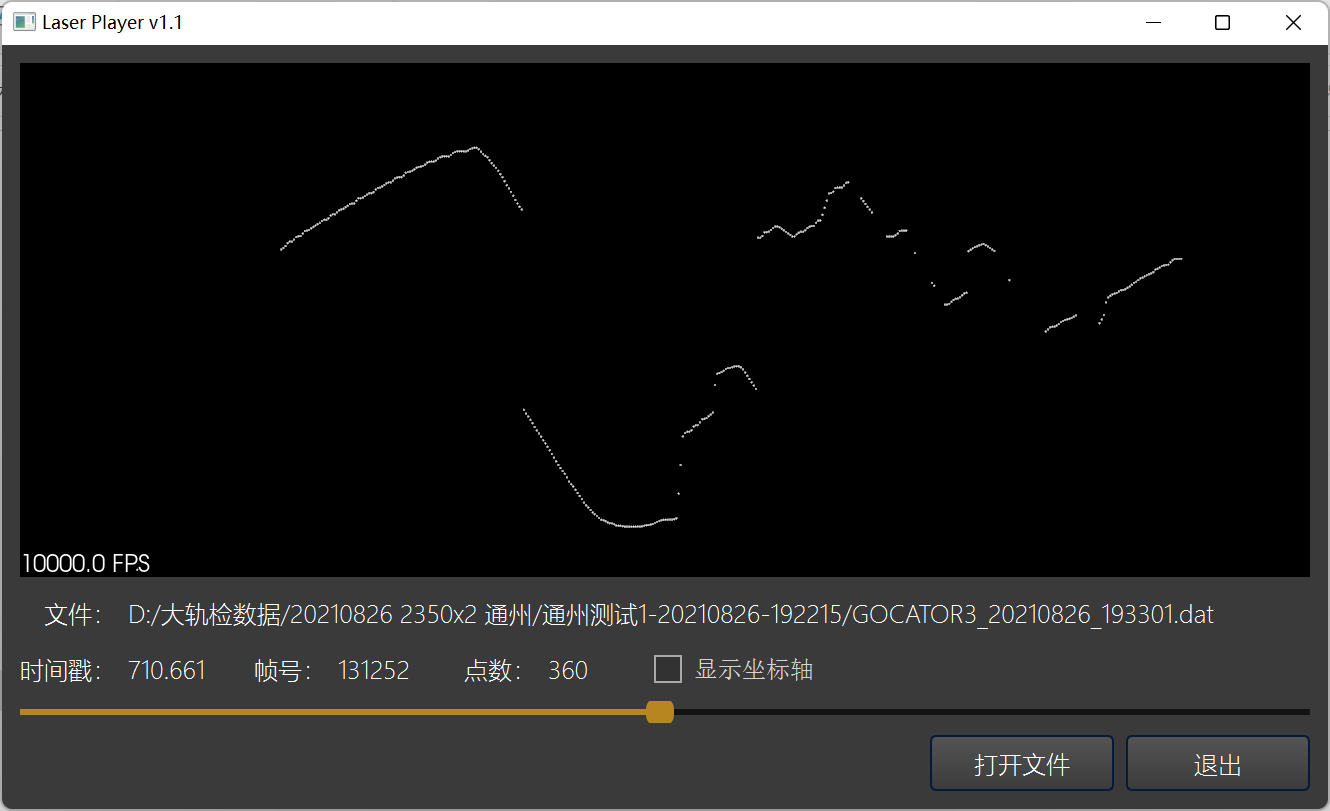 Laser Player v1.1
10000.0 FPS
文件： D:/大轨检数据/20210826 2350x2 通州/通州测试1-20210826-192215/GOCATOR3_20210826_193301.dat
时间戳： 710.661 帧号： 131252 点数： 360 显示坐标轴
打开文件 退出